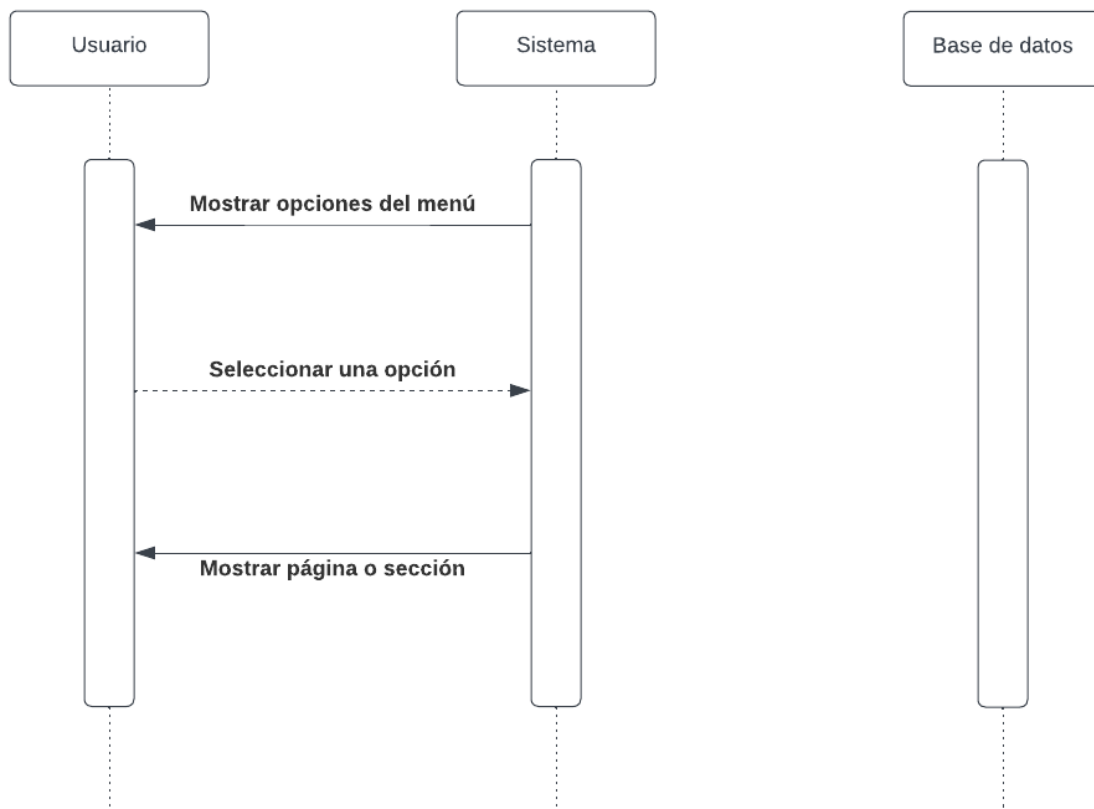 Usuario
Sistema
Base de datos
Mostrar opciones del menú
Seleccionar una opción
Mostrar página o sección